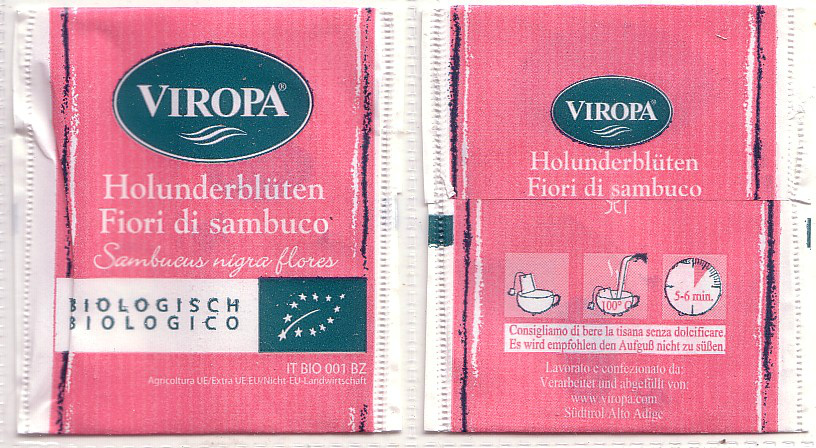 VIROPA®
Holunderblüten
Fiori di sambuco
Sambucus nigra flores
BIOLOGISCH
BIOLOGICO
IT BIO 001 BZ
Agricoltura UE/Extra UE EU/Nicht-EU-Landwirtschaft
VIROPA®
Holunderblüten
Fiori di sambuco
100° C
5-6 min.
Consigliamo di bere la tisana senza dolcificare.
Es wird empfohlen den Aufguß nicht zu süßen.
Lavorato e confezionato da:
Verarbeitet und abgefüllt von:
www.viropa.com
Südtirol Alto Adige